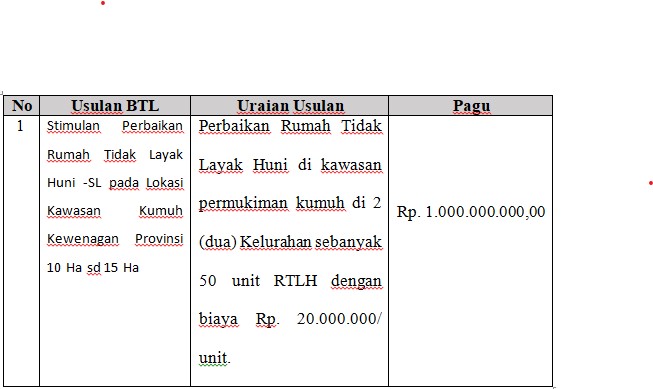 No Usulan BTL Uraian Usulan Pagu
1 Stimulan Perbaikan
Rumah Tidak Layak
Huni -SL pada Lokasi
Kawasan Kumuh
Kewenagan Provinsi
10 Ha sd 15 Ha
Perbaikan Rumah Tidak
Layak Huni di kawasan
permukiman kumuh di 2
(dua) Kelurahan sebanyak
50 unit RTLH dengan
biaya Rp. 20.000.000/
unit.
Rp. 1.000.000.000,00